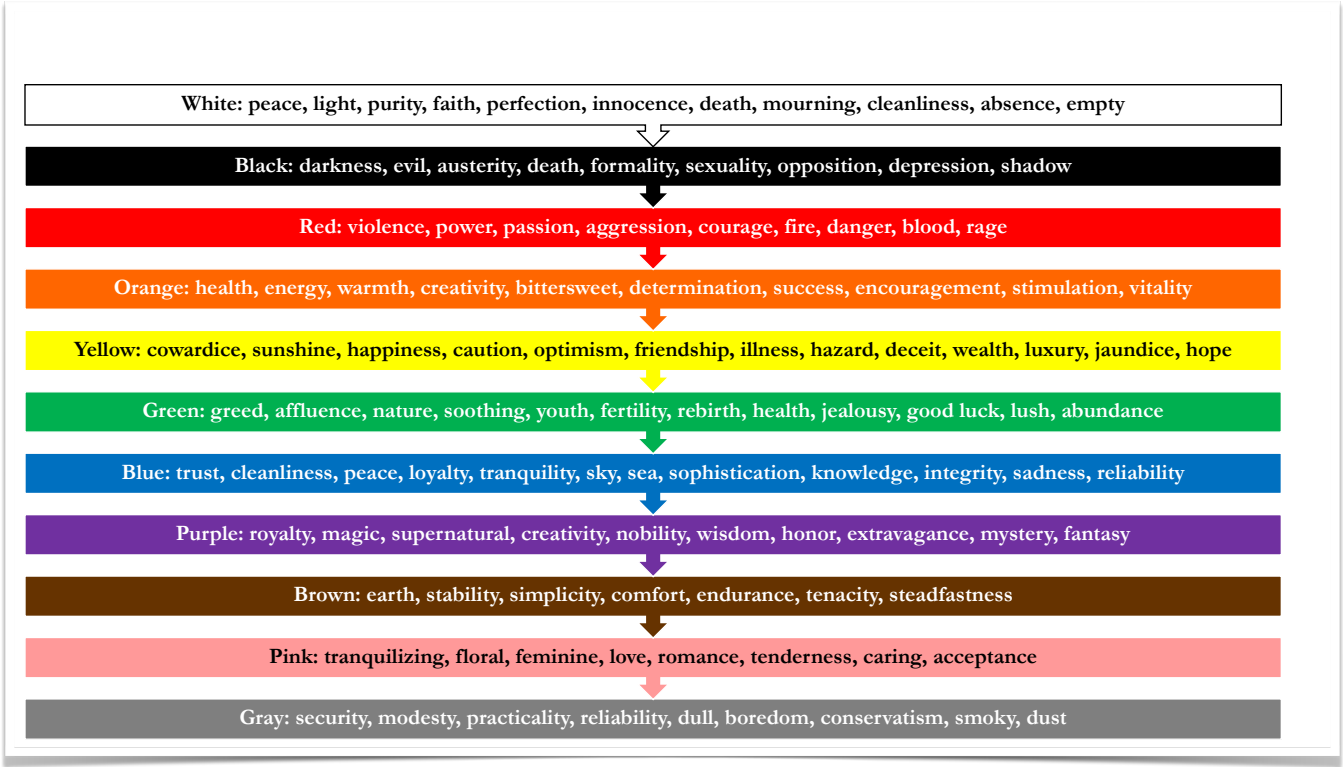 White: peace, light, purity, faith, perfection, innocence, death, mourning, cleanliness, absence, empty
Black: darkness, evil, austerity, death, formality, sexuality, opposition, depression, shadow
Red: violence, power, passion, aggression, courage, fire, danger, blood, rage
Orange: health, energy, warmth, creativity, bittersweet, determination, success, encouragement, stimulation, vitality
Yellow: cowardice, sunshine, happiness, caution, optimism, friendship, illness, hazard, deceit, wealth, luxury, jaundice, hope
Green: greed, affluence, nature, soothing, youth, fertility, rebirth, health, jealousy, good luck, lush, abundance
Blue: trust, cleanliness, peace, loyalty, tranquility, sky, sea, sophistication, knowledge, integrity, sadness, reliability
Purple: royalty, magic, supernatural, creativity, nobility, wisdom, honor, extravagance, mystery, fantasy
Brown: earth, stability, simplicity, comfort, endurance, tenacity, steadfastness
Pink: tranquilizing, floral, feminine, love, romance, tenderness, caring, acceptance
Gray: security, modesty, practicality, reliability, dull, boredom, conservatism, smoky, dust